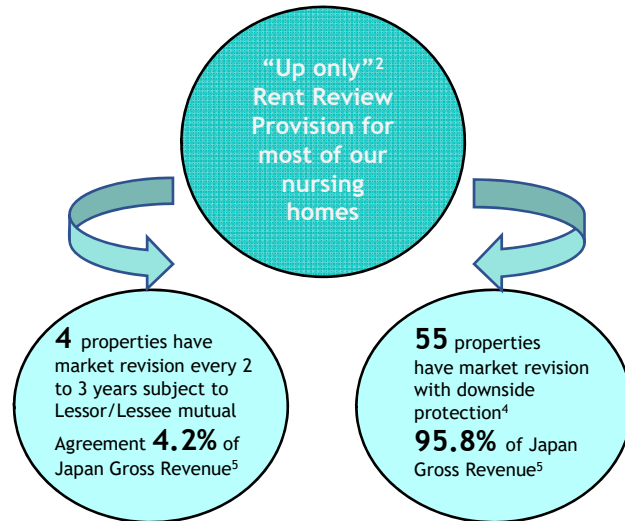 “Up only”²
Rent Review
Provision for
most of our
nursing
homes
4 properties have
market revision every 2
to 3 years subject to
Lessor/Lessee mutual
Agreement 4.2% of
Japan Gross Revenue⁵
55 properties
have market revision
with downside
protection⁴
95.8% of Japan
Gross Revenue⁵